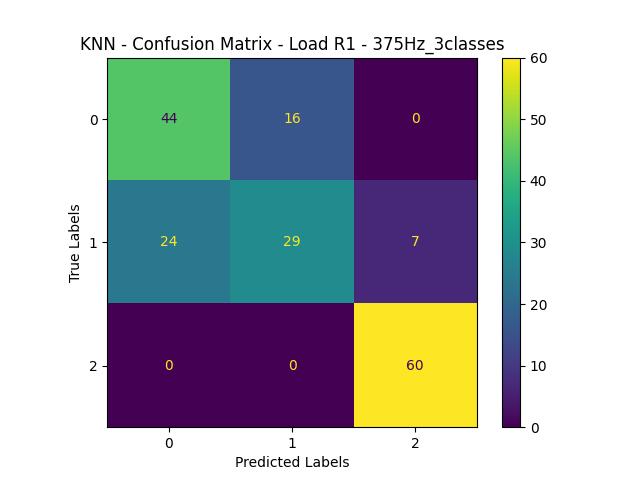 KNN - Confusion Matrix - Load R1 - 375Hz_3classes
True Labels
0
44 16 0
1
24 29 7
2
0 0 60
0 1 2
Predicted Labels
60
50
40
30
20
10
0